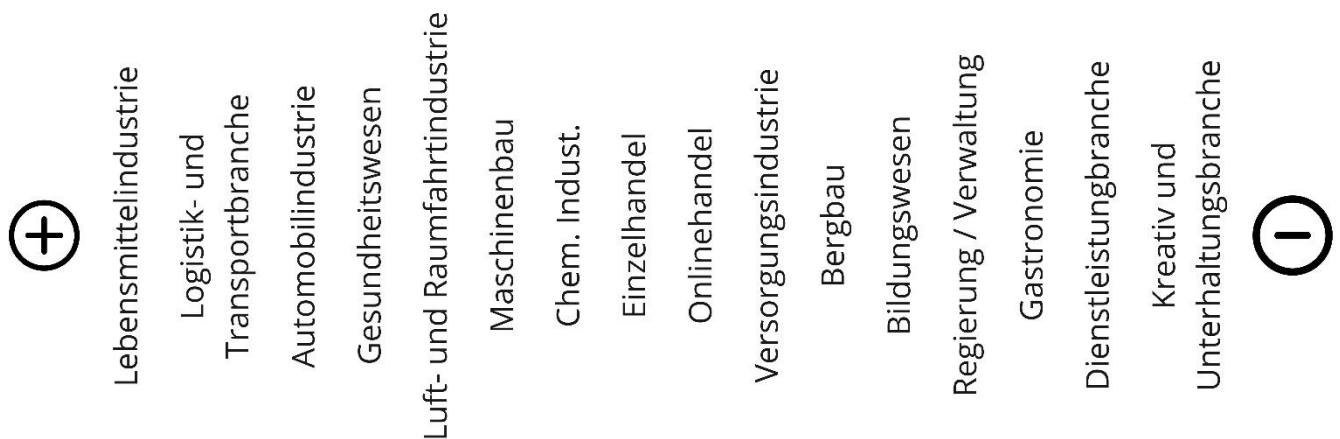 +
Lebensmittelindustrie
Logistik- und
Transportbranche
Automobilindustrie
Gesundheitswesen
Luft- und Raumfahrtindustrie
Maschinenbau
Chem. Indust.
Einzelhandel
Onlinehandel
Versorgungsindustrie
Bergbau
Bildungswesen
Regierung / Verwaltung
Gastronomie
Dienstleistungbranche
Kreativ und
Unterhaltungsbranche
-